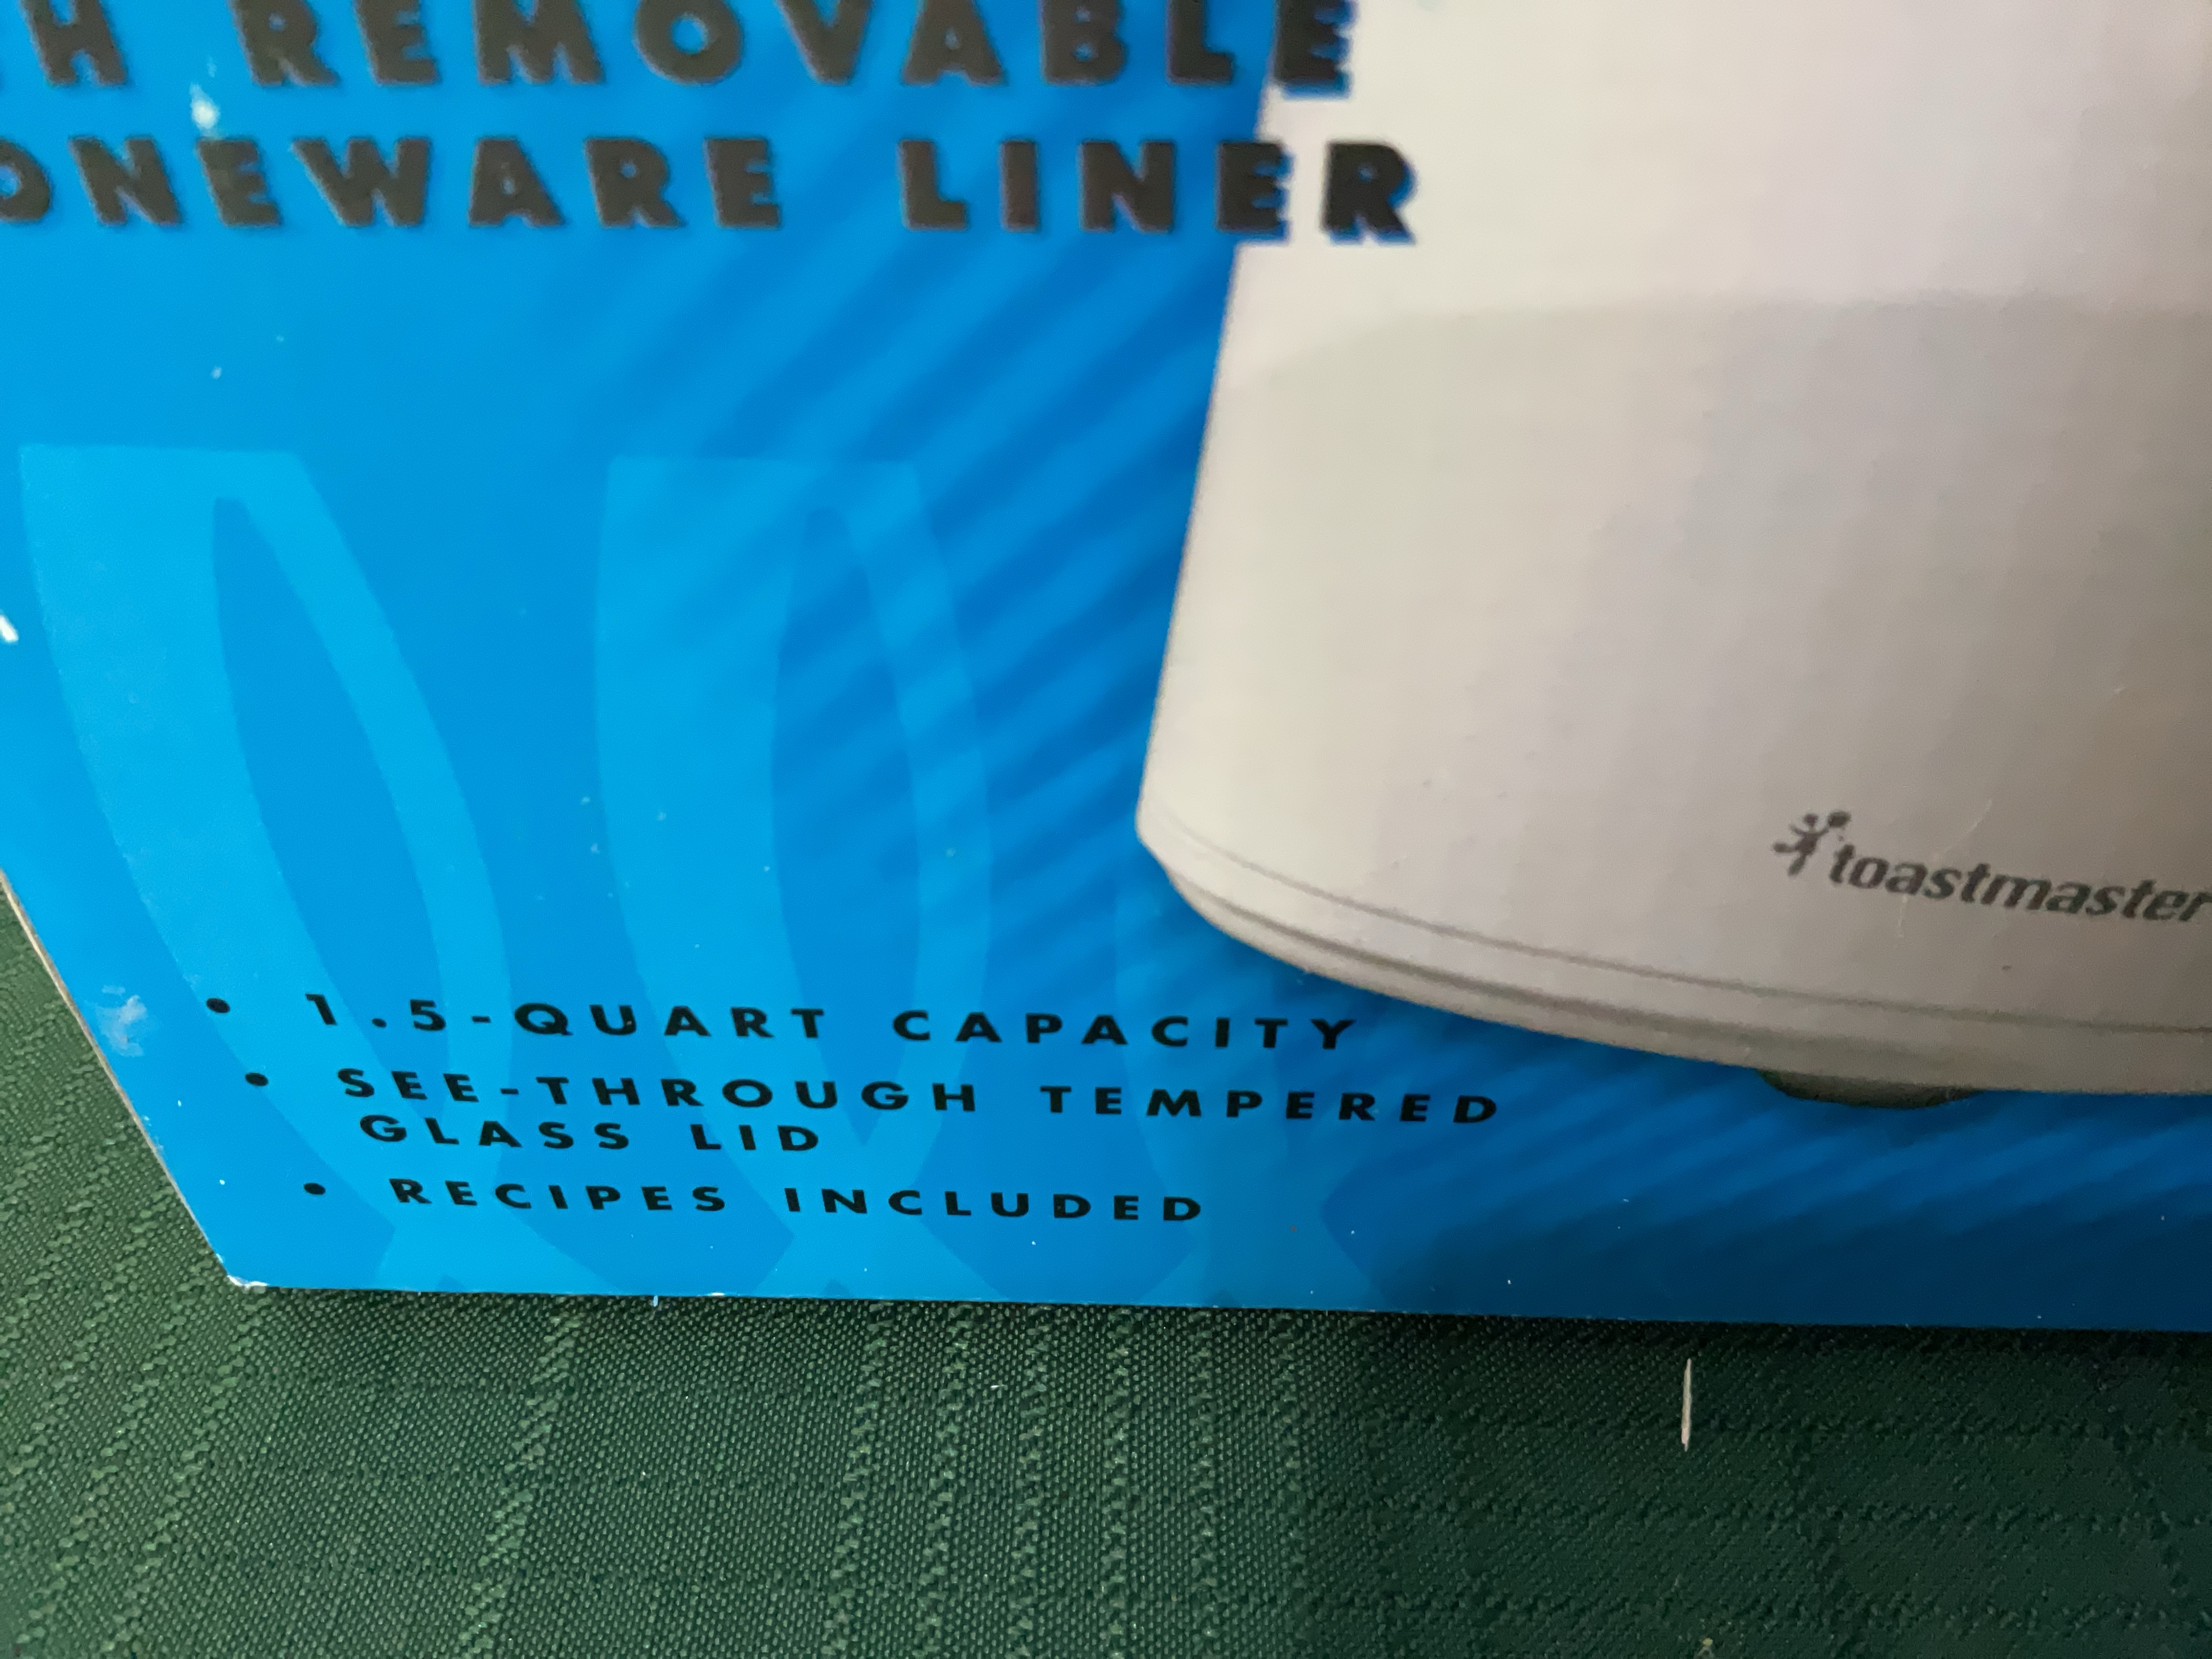 H REMOVABLE
ONEWARE LINER
toastmaster
• 1.5-QUART CAPACITY
• SEE-THROUGH TEMPERED
GLASS LID
• RECIPES INCLUDED